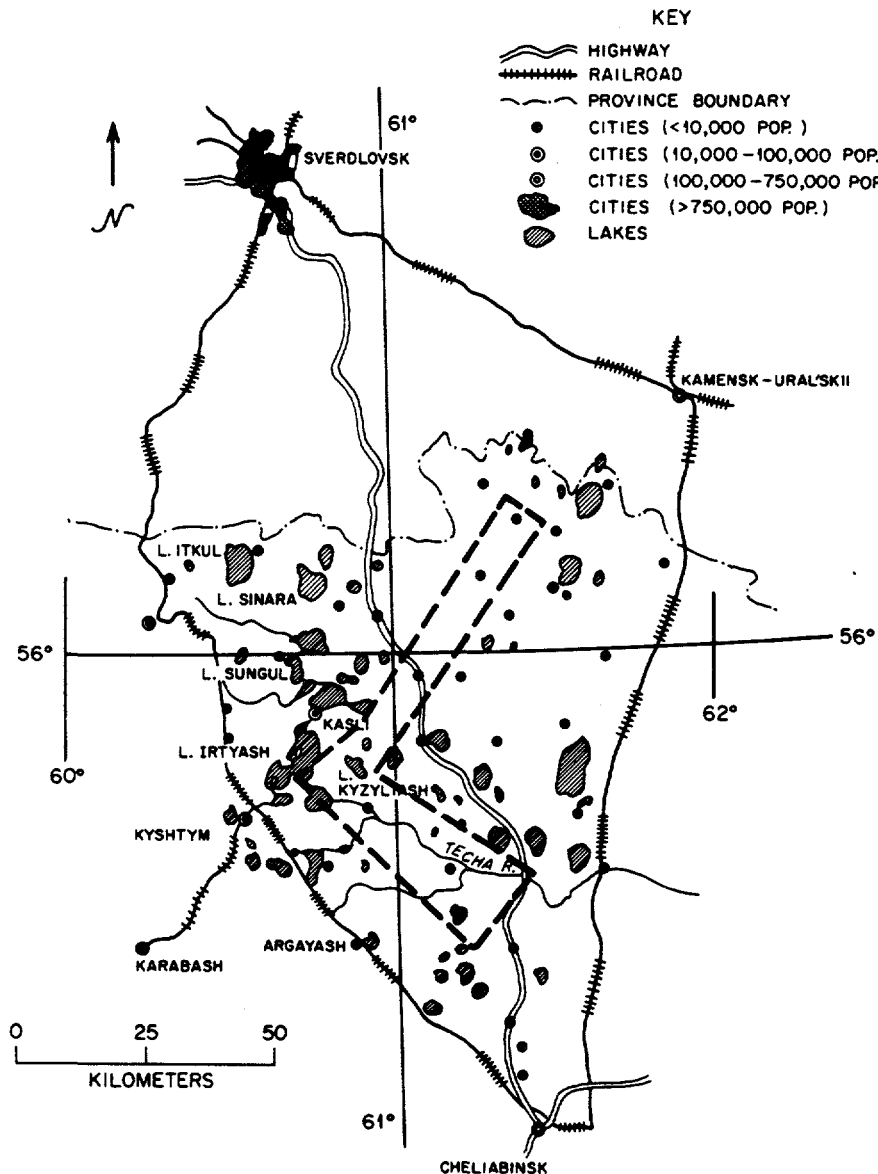 KEY
HIGHWAY
RAILROAD
PROVINCE BOUNDARY
CITIES (<10,000 POP.)
CITIES (10,000-100,000 POP.
CITIES (100,000-750,000 POP
CITIES (>750,000 POP.)
LAKES
61°
SVERDLOVSK
N
KAMENSK-URAL'SKII
L. ITKUL
L. SINARA
56°
56°
L. SUNGUL
62°
KASLI
L. IRTYASH
60°
L.
KYZYLTASH
KYSHTYM
TECHA R.
ARGAYASH
KARABASH
0 25 50
KILOMETERS
61°
CHELIABINSK